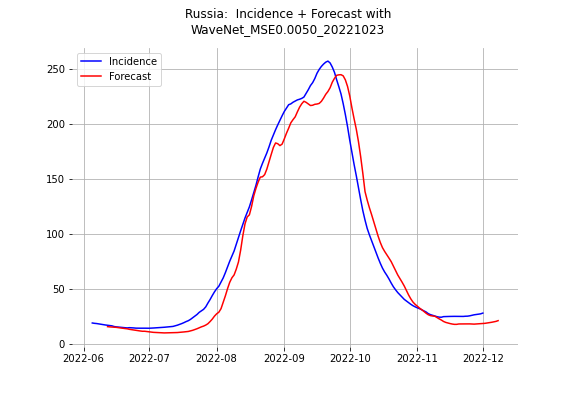 Russia:  Incidence + Forecast with
WaveNet_MSE0.0050_20221023
Incidence
Forecast
250
200
150
100
50
0
2022-06 2022-07 2022-08 2022-09 2022-10 2022-11 2022-12